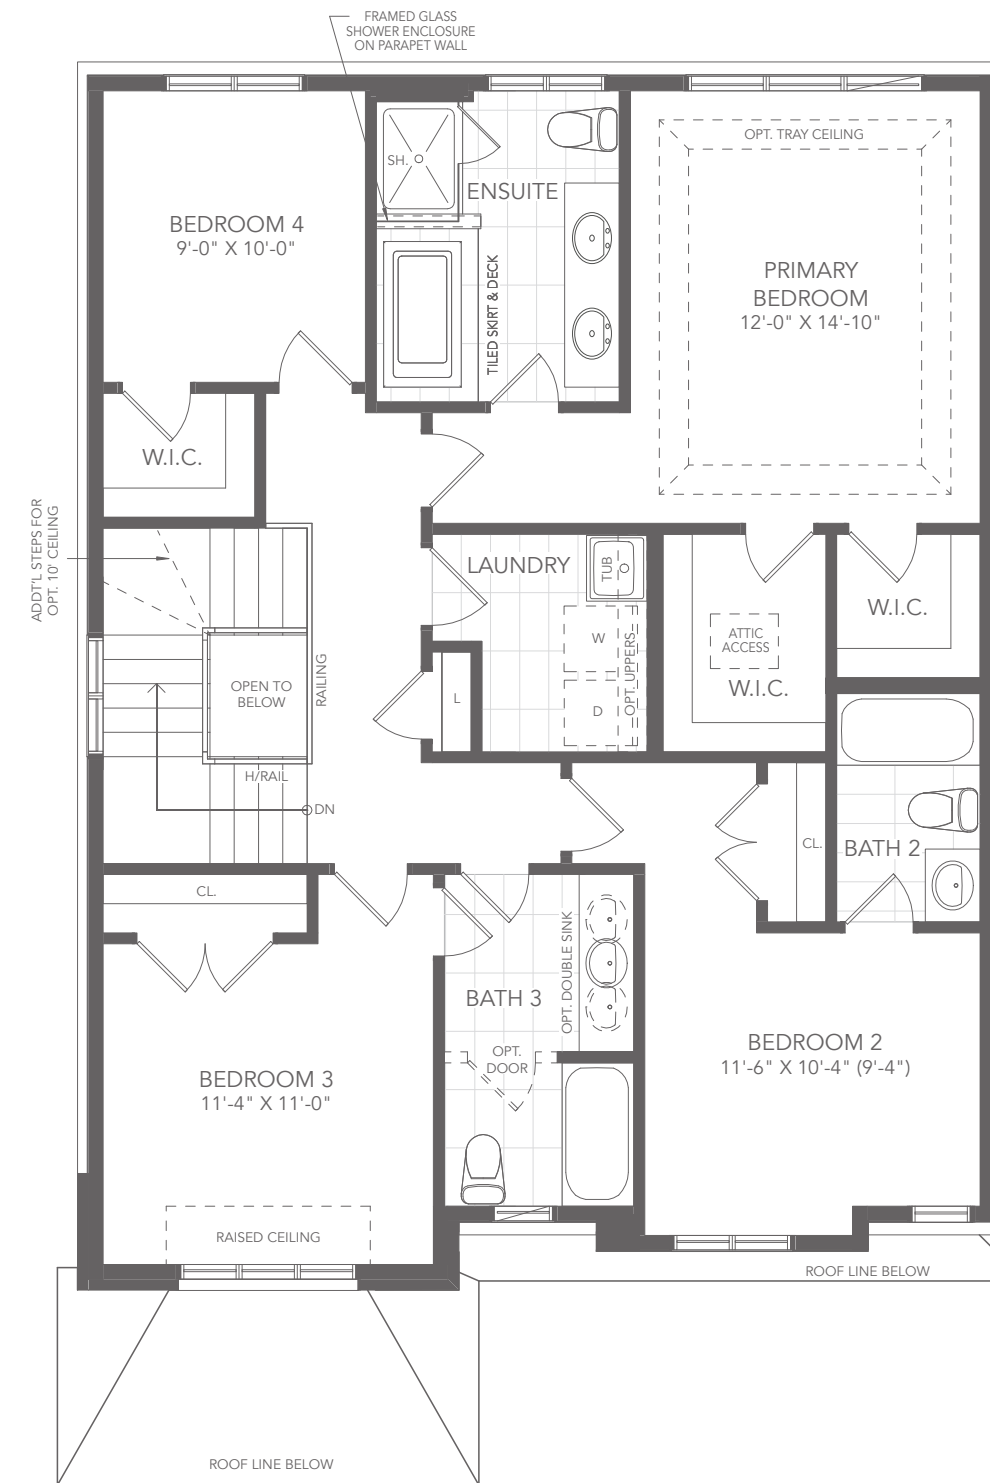 FRAMED GLASS
SHOWER ENCLOSURE
ON PARAPET WALL
OPT. TRAY CEILING
SH.
ENSUITE
BEDROOM 4
9'-0" X 10'-0"
TILED SKIRT & DECK
PRIMARY
BEDROOM
12'-0" X 14'-10"
W.I.C.
ADDT'L STEPS FOR
OPT. 10' CEILING
LAUNDRY
TUB
W.I.C.
W
ATTIC
ACCESS
OPT. UPPERS
W.I.C.
D
OPEN TO
BELOW
RAILING
L
H/RAIL
DN
CL.
BATH 2
CL.
OPT. DOUBLE SINK
BATH 3
OPT.
DOOR
BEDROOM 2
11'-6" X 10'-4" (9'-4")
BEDROOM 3
11'-4" X 11'-0"
RAISED CEILING
ROOF LINE BELOW
ROOF LINE BELOW